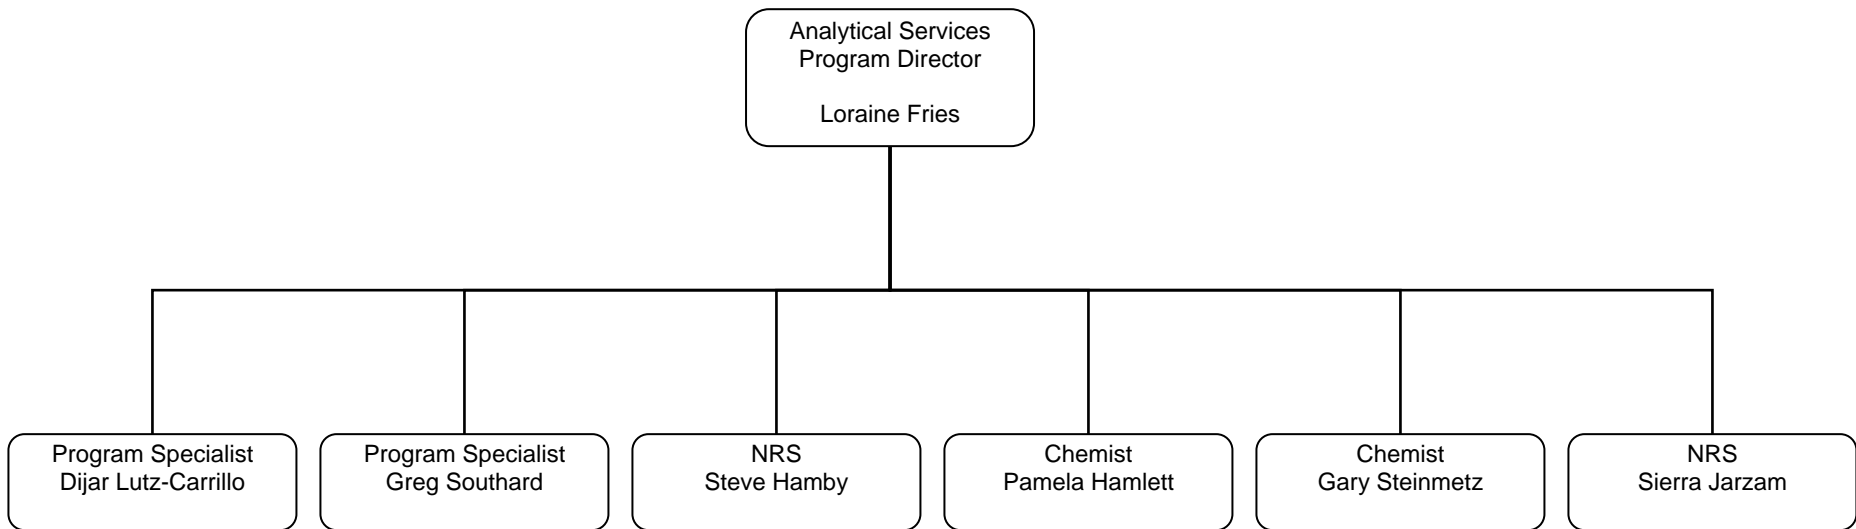 Analytical Services
Program Director
Loraine Fries
Program Specialist
Dijar Lutz-Carrillo
Program Specialist
Greg Southard
NRS
Steve Hamby
Chemist
Pamela Hamlett
Chemist
Gary Steinmetz
NRS
Sierra Jarzam